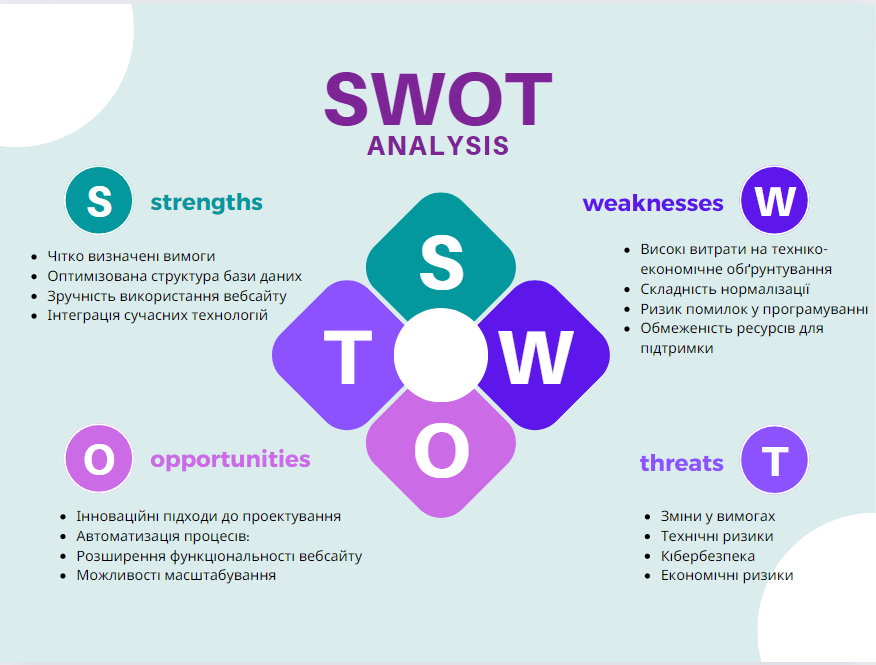 SWOT
ANALYSIS
S strengths
• Чітко визначені вимоги
• Оптимізована структура бази даних
• Зручність використання вебсайту
• Інтеграція сучасних технологій
weaknesses W
• Високі витрати на техніко-
економічне обґрунтування
• Складність нормалізації
• Ризик помилок у програмуванні
• Обмеженість ресурсів для
підтримки
S
T
W
O
O opportunities
• Інноваційні підходи до проектування
• Автоматизація процесів:
• Розширення функціональності вебсайту
• Можливості масштабування
threats T
• Зміни у вимогах
• Технічні ризики
• Кібербезпека
• Економічні ризики